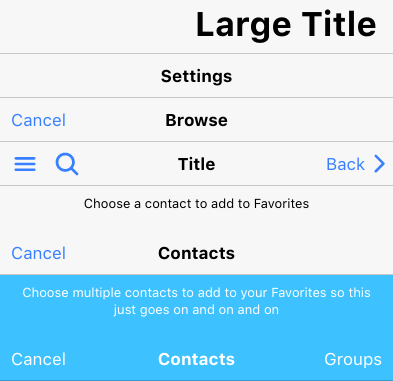 Large Title
Settings
Cancel Browse
Title Back
Choose a contact to add to Favorites
Cancel Contacts
Choose multiple contacts to add to your Favorites so this
just goes on and on and on
Cancel Contacts Groups